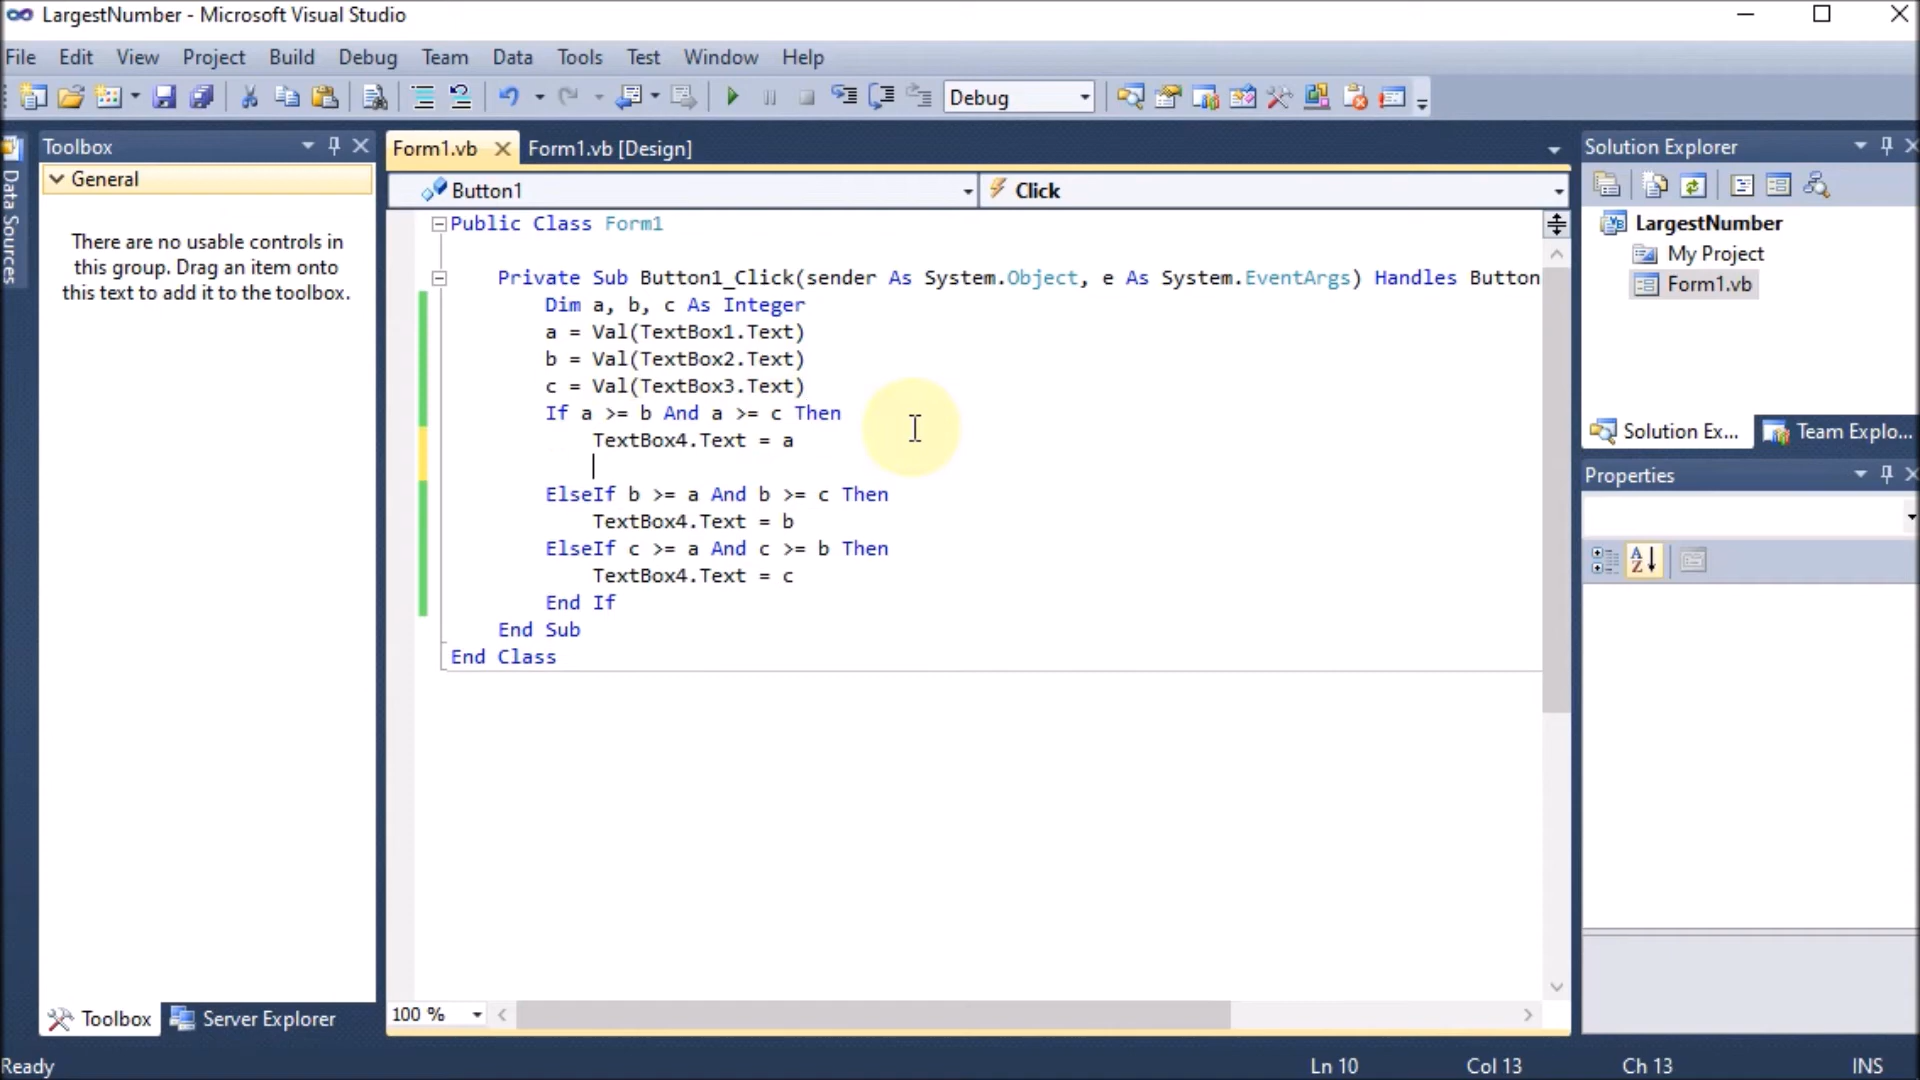 LargestNumber - Microsoft Visual Studio
File Edit View Project Build Debug Team Data Tools Test Window Help
Debug
Data Sources
Toolbox
General
There are no usable controls in
this group. Drag an item onto
this text to add it to the toolbox.
Toolbox Server Explorer
Form1.vb Form1.vb [Design]
Button1 Click
Public Class Form1
Private Sub Button1_Click(sender As System.Object, e As System.EventArgs) Handles Button
Dim a, b, c As Integer
a = Val(TextBox1.Text)
b = Val(TextBox2.Text)
c = Val(TextBox3.Text)
If a >= b And a >= c Then
TextBox4.Text = a
ElseIf b >= a And b >= c Then
TextBox4.Text = b
ElseIf c >= a And c >= b Then
TextBox4.Text = c
End If
End Sub
End Class
100 %
Solution Explorer
LargestNumber
My Project
Form1.vb
Solution Ex... Team Explo...
Properties
Ready Ln 10 Col 13 Ch 13 INS